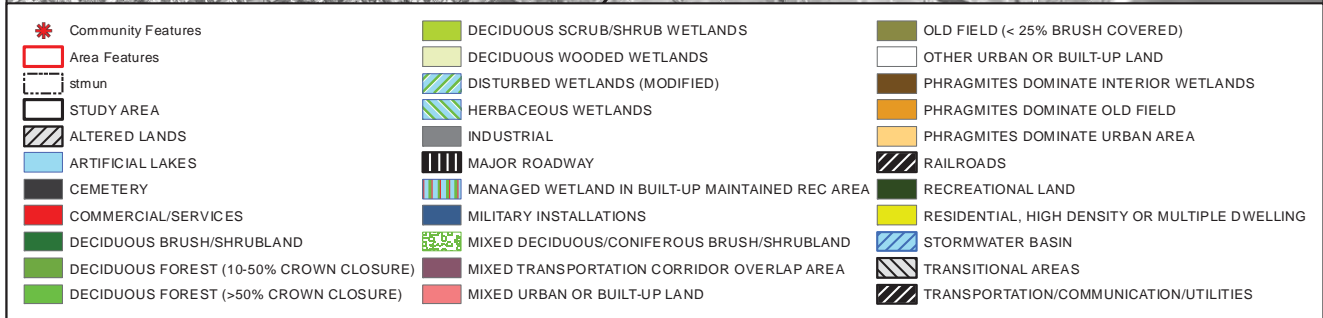 Community Features
Area Features
stmun
STUDY AREA
ALTERED LANDS
ARTIFICIAL LAKES
CEMETERY
COMMERCIAL/SERVICES
DECIDUOUS BRUSH/SHRUBLAND
DECIDUOUS FOREST (10-50% CROWN CLOSURE)
DECIDUOUS FOREST (>50% CROWN CLOSURE)
DECIDUOUS SCRUB/SHRUB WETLANDS
DECIDUOUS WOODED WETLANDS
DISTURBED WETLANDS (MODIFIED)
HERBACEOUS WETLANDS
INDUSTRIAL
MAJOR ROADWAY
MANAGED WETLAND IN BUILT-UP MAINTAINED REC AREA
MILITARY INSTALLATIONS
MIXED DECIDUOUS/CONIFEROUS BRUSH/SHRUBLAND
MIXED TRANSPORTATION CORRIDOR OVERLAP AREA
MIXED URBAN OR BUILT-UP LAND
OLD FIELD (< 25% BRUSH COVERED)
OTHER URBAN OR BUILT-UP LAND
PHRAGMITES DOMINATE INTERIOR WETLANDS
PHRAGMITES DOMINATE OLD FIELD
PHRAGMITES DOMINATE URBAN AREA
RAILROADS
RECREATIONAL LAND
RESIDENTIAL, HIGH DENSITY OR MULTIPLE DWELLING
STORMWATER BASIN
TRANSITIONAL AREAS
TRANSPORTATION/COMMUNICATION/UTILITIES